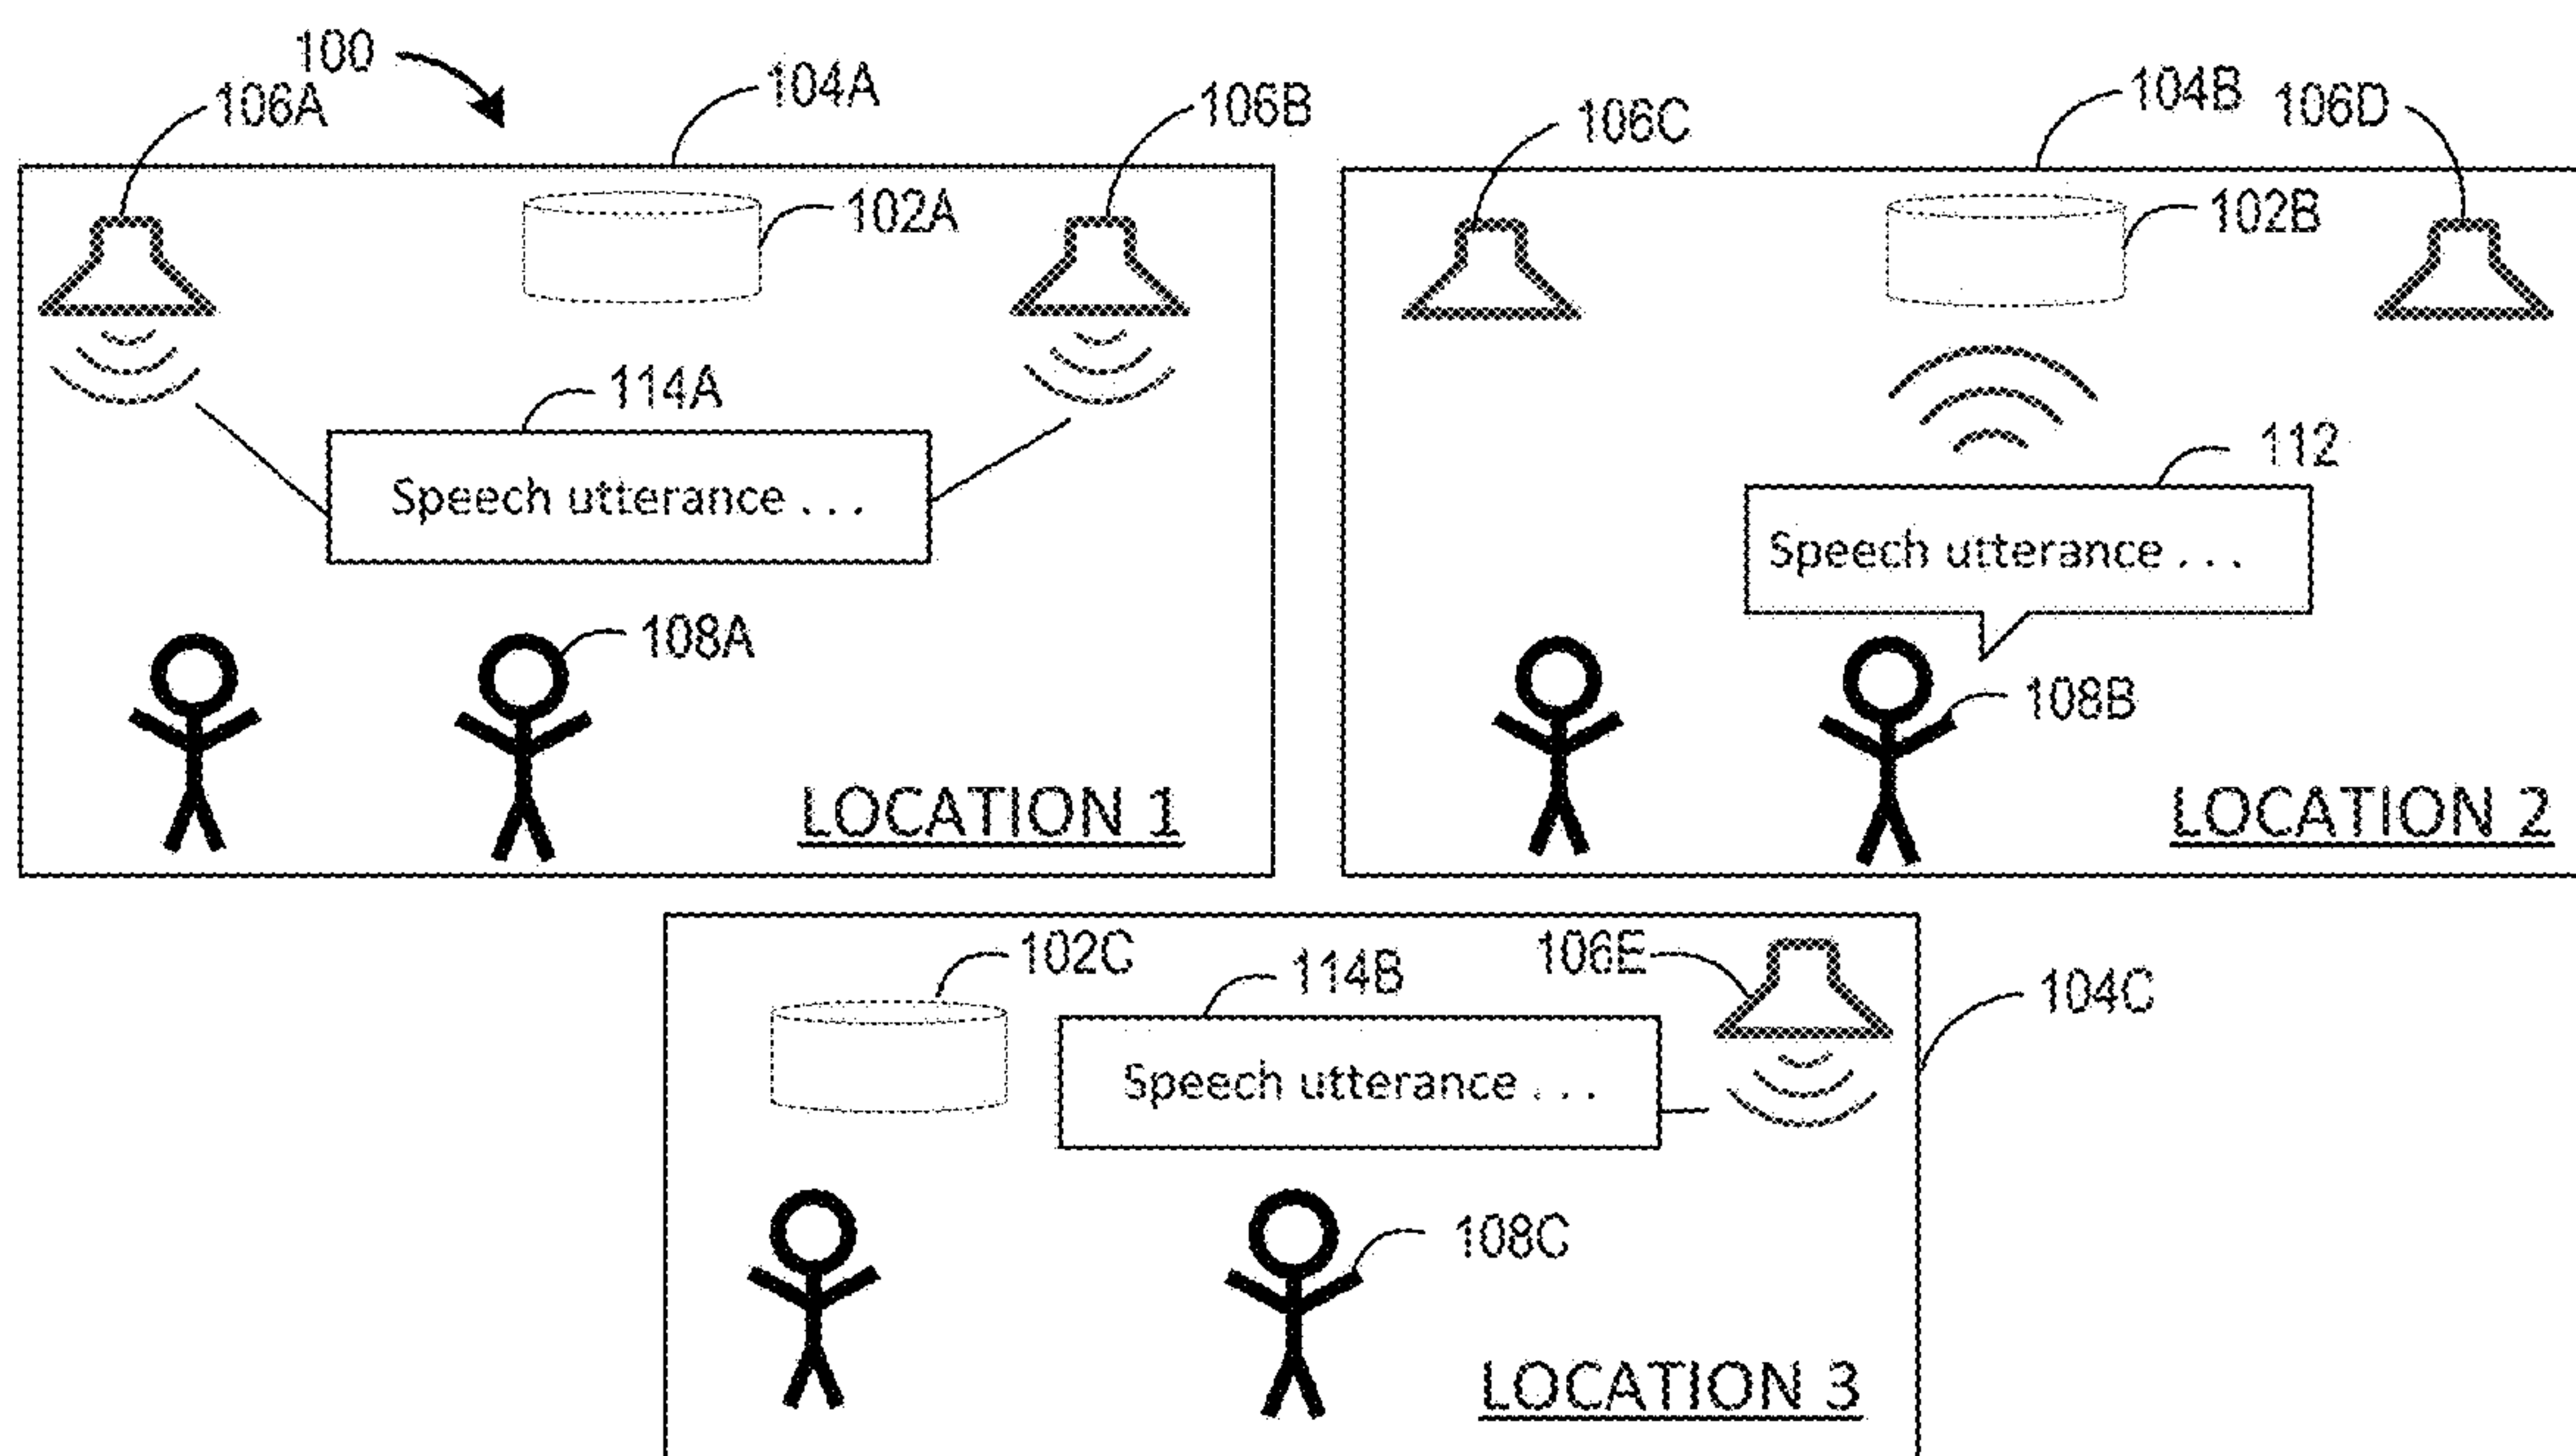 100
106A
104A
106B
106C
104B
106D
102A
102B
114A
112
Speech utterance . . .
Speech utterance . . .
108A
108B
LOCATION 1
LOCATION 2
102C
114B
106E
104C
Speech utterance . . .
108C
LOCATION 3